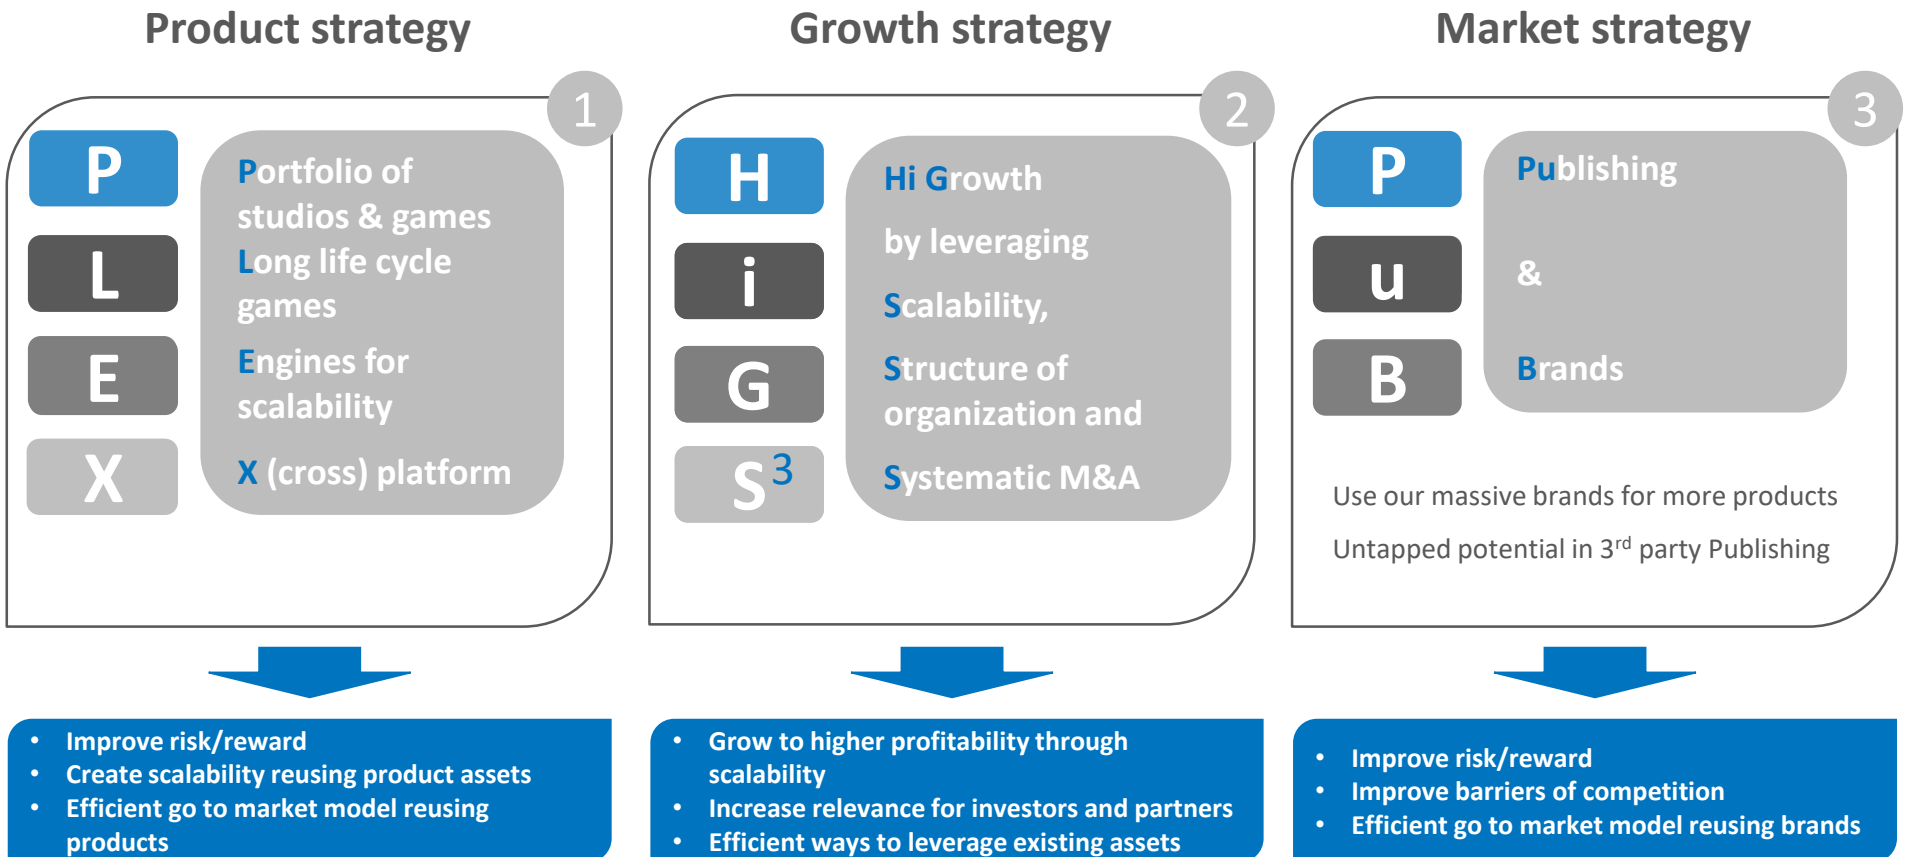 Product strategy
1
P
L
E
X
Portfolio of
studios & games
Long life cycle
games
Engines for
scalability
X (cross) platform
• Improve risk/reward
• Create scalability reusing product assets
• Efficient go to market model reusing
products
Growth strategy
2
H
i
G
S³
Hi Growth
by leveraging
Scalability,
Structure of
organization and
Systematic M&A
• Grow to higher profitability through
scalability
• Increase relevance for investors and partners
• Efficient ways to leverage existing assets
Market strategy
3
P
u
B
Publishing
&
Brands
Use our massive brands for more products
Untapped potential in 3rd party Publishing
• Improve risk/reward
• Improve barriers of competition
• Efficient go to market model reusing brands